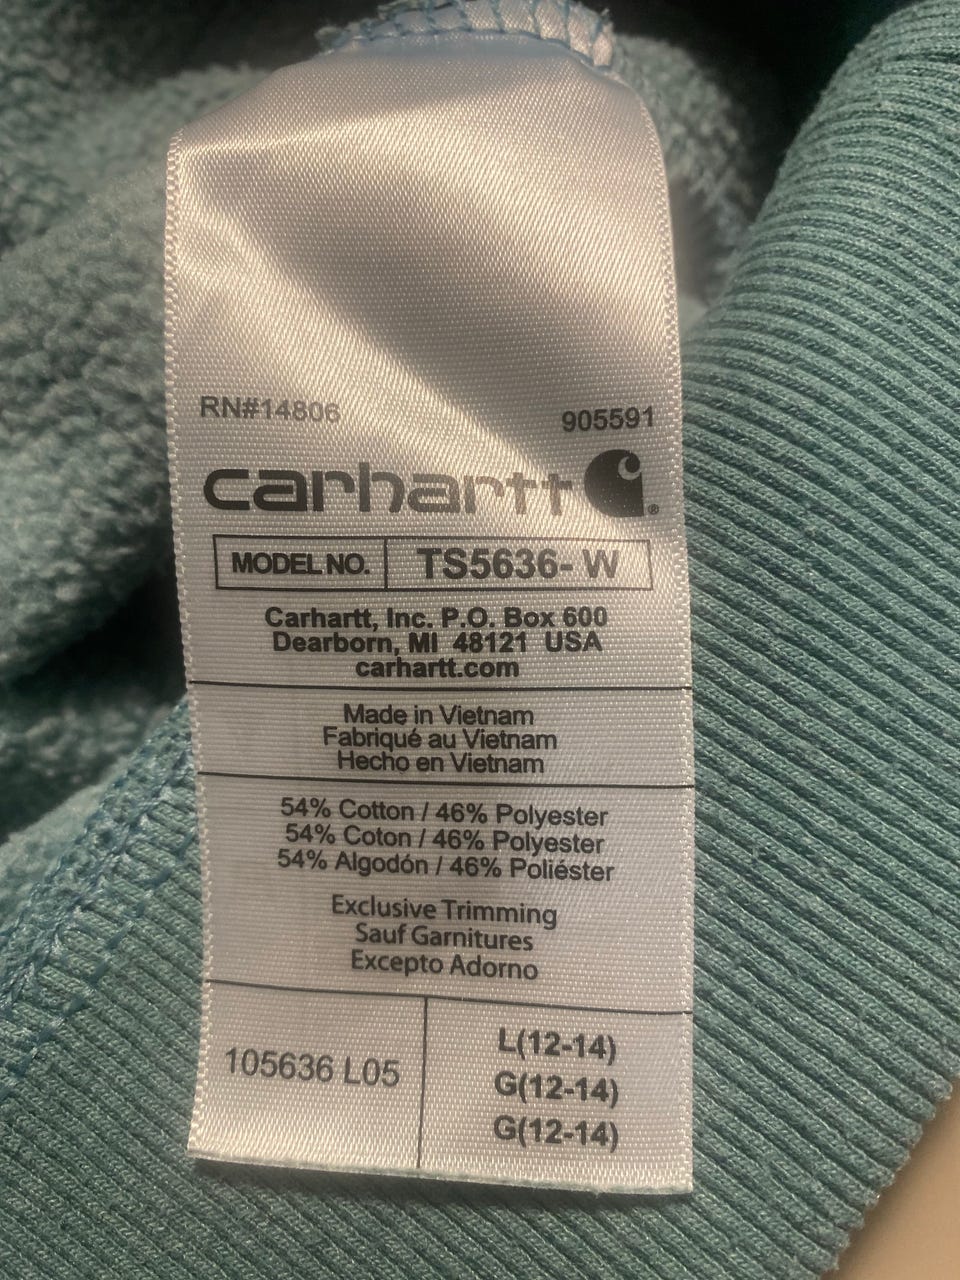 RN#14806 905591
carhartt ®
MODEL NO. TS5636- W
Carhartt, Inc. P.O. Box 600
Dearborn, MI 48121 USA
carhartt.com
Made in Vietnam
Fabriqué au Vietnam
Hecho en Vietnam
54% Cotton / 46% Polyester
54% Coton / 46% Polyester
54% Algodón / 46% Poliéster
Exclusive Trimming
Sauf Garnitures
Excepto Adorno
105636 L05
L(12-14)
G(12-14)
G(12-14)